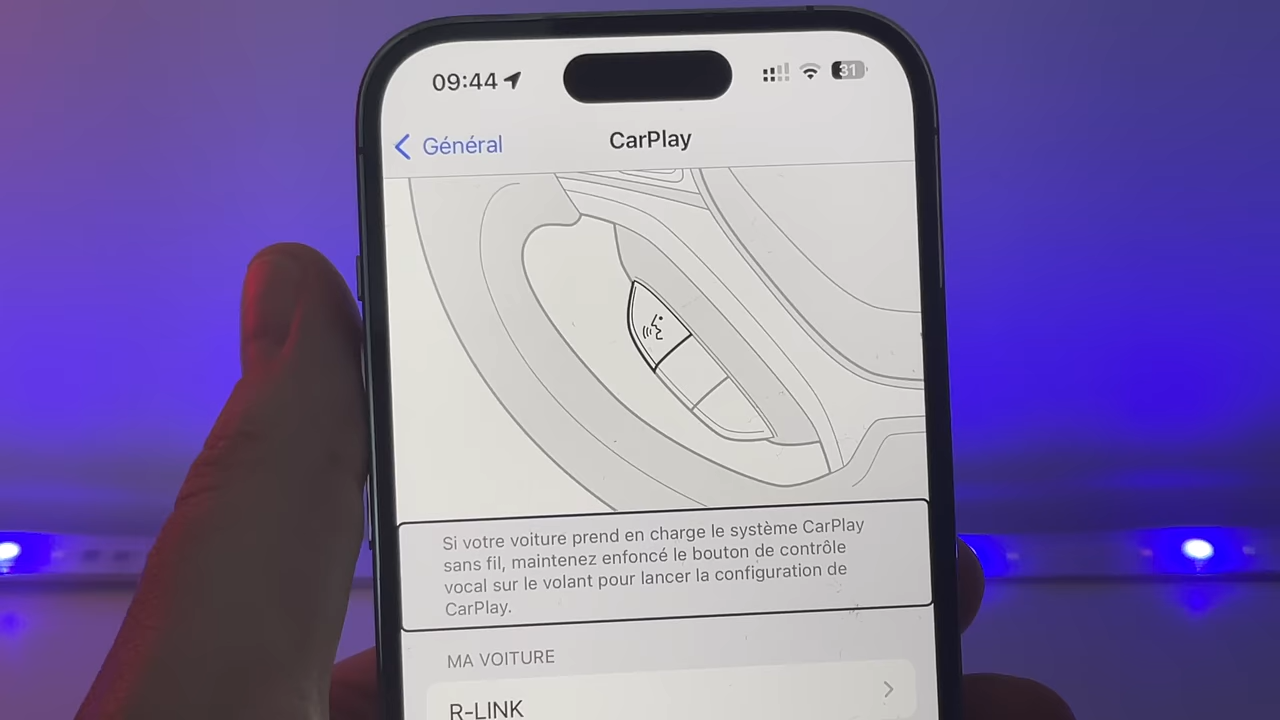 09:44
31
Général
CarPlay
Si votre voiture prend en charge le système CarPlay
sans fil, maintenez enfoncé le bouton de contrôle
vocal sur le volant pour lancer la configuration de
CarPlay.
MA VOITURE
R-LINK